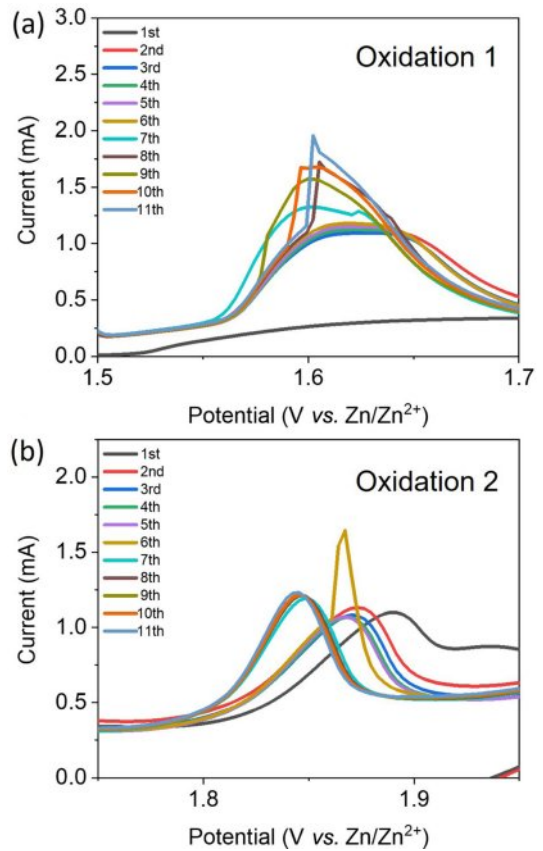 (a)
Oxidation 1
3.0
2.5
2.0
1.5
1.0
0.5
0.0
Current (mA)
1st
2nd
3rd
4th
5th
6th
7th
8th
9th
10th
11th
1.5
1.6
1.7
Potential (V vs. Zn/Zn²⁺)
(b)
Oxidation 2
2.0
1.5
1.0
0.5
0.0
Current (mA)
1st
2nd
3rd
4th
5th
6th
7th
8th
9th
10th
11th
1.8
1.9
Potential (V vs. Zn/Zn²⁺)